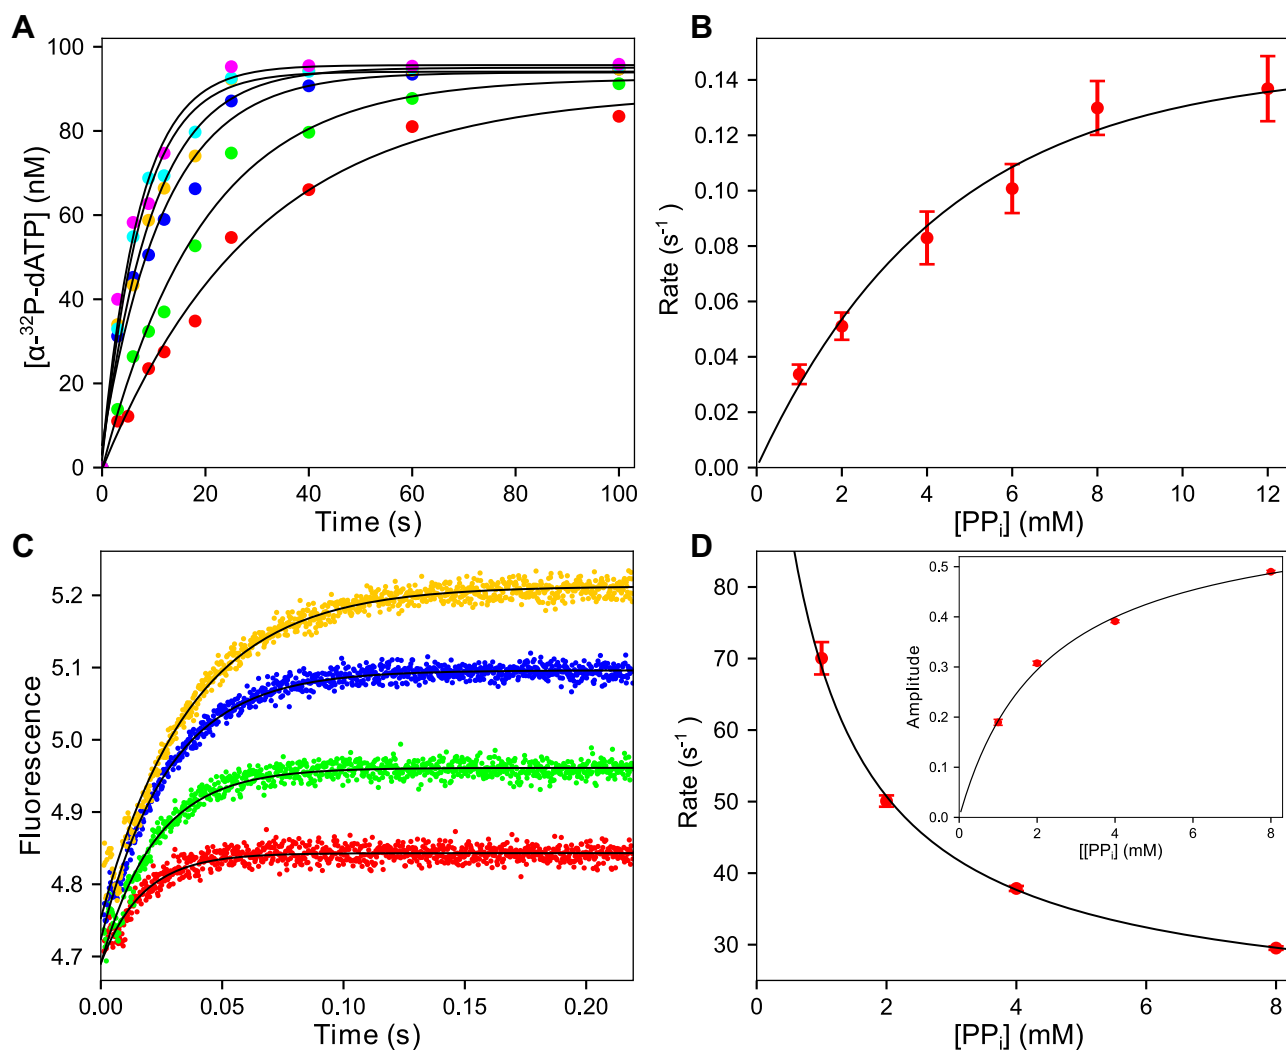 A
[α-³²P-dATP] (nM)
100
80
60
40
20
0
0 20 40 60 80 100
Time (s)
B
Rate (s⁻¹)
0.14
0.12
0.10
0.08
0.06
0.04
0.02
0.00
0 2 4 6 8 10 12
[PPᵢ] (mM)
C
Fluorescence
5.2
5.1
5.0
4.9
4.8
4.7
0.00 0.05 0.10 0.15 0.20
Time (s)
D
Rate (s⁻¹)
80
70
60
50
40
30
0 2 4 6 8
[PPᵢ] (mM)
Amplitude
0.5
0.4
0.3
0.2
0.1
0.0
0 2 4 6 8
[[PPᵢ] (mM)